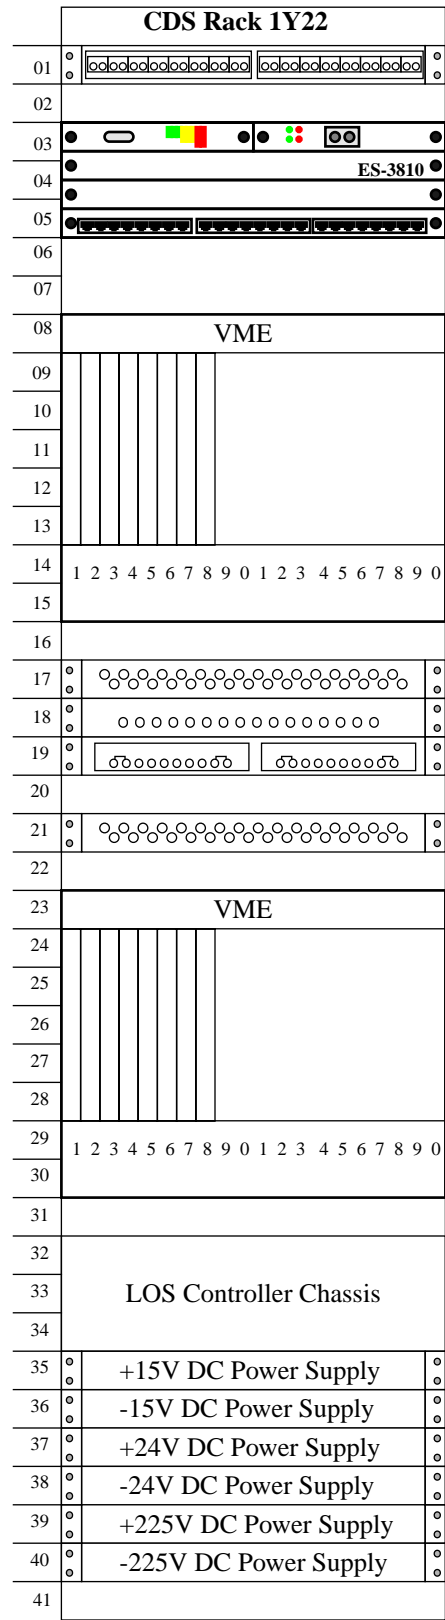 CDS Rack 1Y22
01
02
03
04 ES-3810
05
06
07
08 VME
09
10
11
12
13
14 1 2 3 4 5 6 7 8 9 0 1 2 3 4 5 6 7 8 9 0
15
16
17
18
19
20
21
22
23 VME
24
25
26
27
28
29 1 2 3 4 5 6 7 8 9 0 1 2 3 4 5 6 7 8 9 0
30
31
32
33 LOS Controller Chassis
34
35 +15V DC Power Supply
36 -15V DC Power Supply
37 +24V DC Power Supply
38 -24V DC Power Supply
39 +225V DC Power Supply
40 -225V DC Power Supply
41